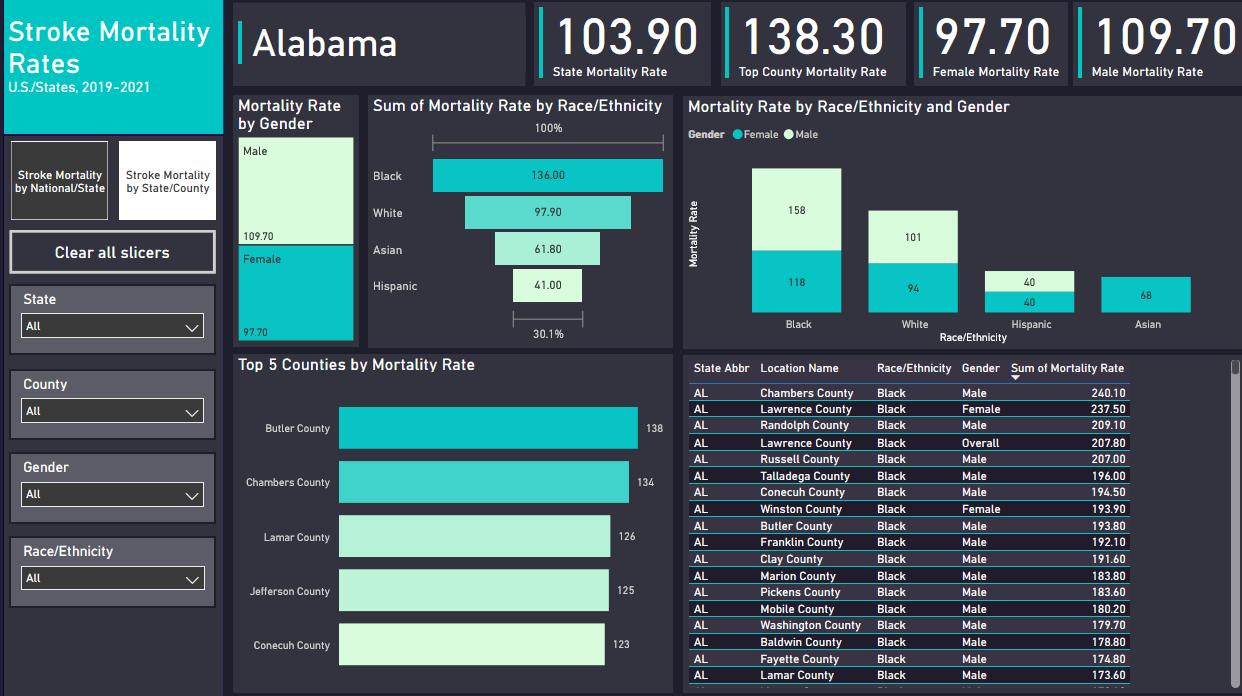 Stroke Mortality
Rates
U.S./States, 2019-2021
Alabama
103.90
State Mortality Rate
138.30
Top County Mortality Rate
97.70
Female Mortality Rate
109.70
Male Mortality Rate
Stroke Mortality
by National/State
Stroke Mortality
by State/County
Clear all slicers
State
All
County
All
Gender
All
Race/Ethnicity
All
Mortality Rate
by Gender
Male
109.70
Female
97.70
Sum of Mortality Rate by Race/Ethnicity
100%
Black 136.00
White 97.90
Asian 61.80
Hispanic 41.00
30.1%
Mortality Rate by Race/Ethnicity and Gender
Gender Female Male
Mortality Rate
158
118
101
94
40
40
68
Black White Hispanic Asian
Race/Ethnicity
Top 5 Counties by Mortality Rate
Butler County 138
Chambers County 134
Lamar County 126
Jefferson County 125
Conecuh County 123
State Abbr Location Name Race/Ethnicity Gender Sum of Mortality Rate
AL Chambers County Black Male 240.10
AL Lawrence County Black Female 237.50
AL Randolph County Black Male 209.10
AL Lawrence County Black Overall 207.80
AL Russell County Black Male 207.00
AL Talladega County Black Male 196.00
AL Conecuh County Black Male 194.50
AL Winston County Black Female 193.90
AL Butler County Black Male 193.80
AL Franklin County Black Male 192.10
AL Clay County Black Male 191.60
AL Marion County Black Male 183.80
AL Pickens County Black Male 183.60
AL Mobile County Black Male 180.20
AL Washington County Black Male 179.70
AL Baldwin County Black Male 178.80
AL Fayette County Black Male 174.80
AL Lamar County Black Male 173.60